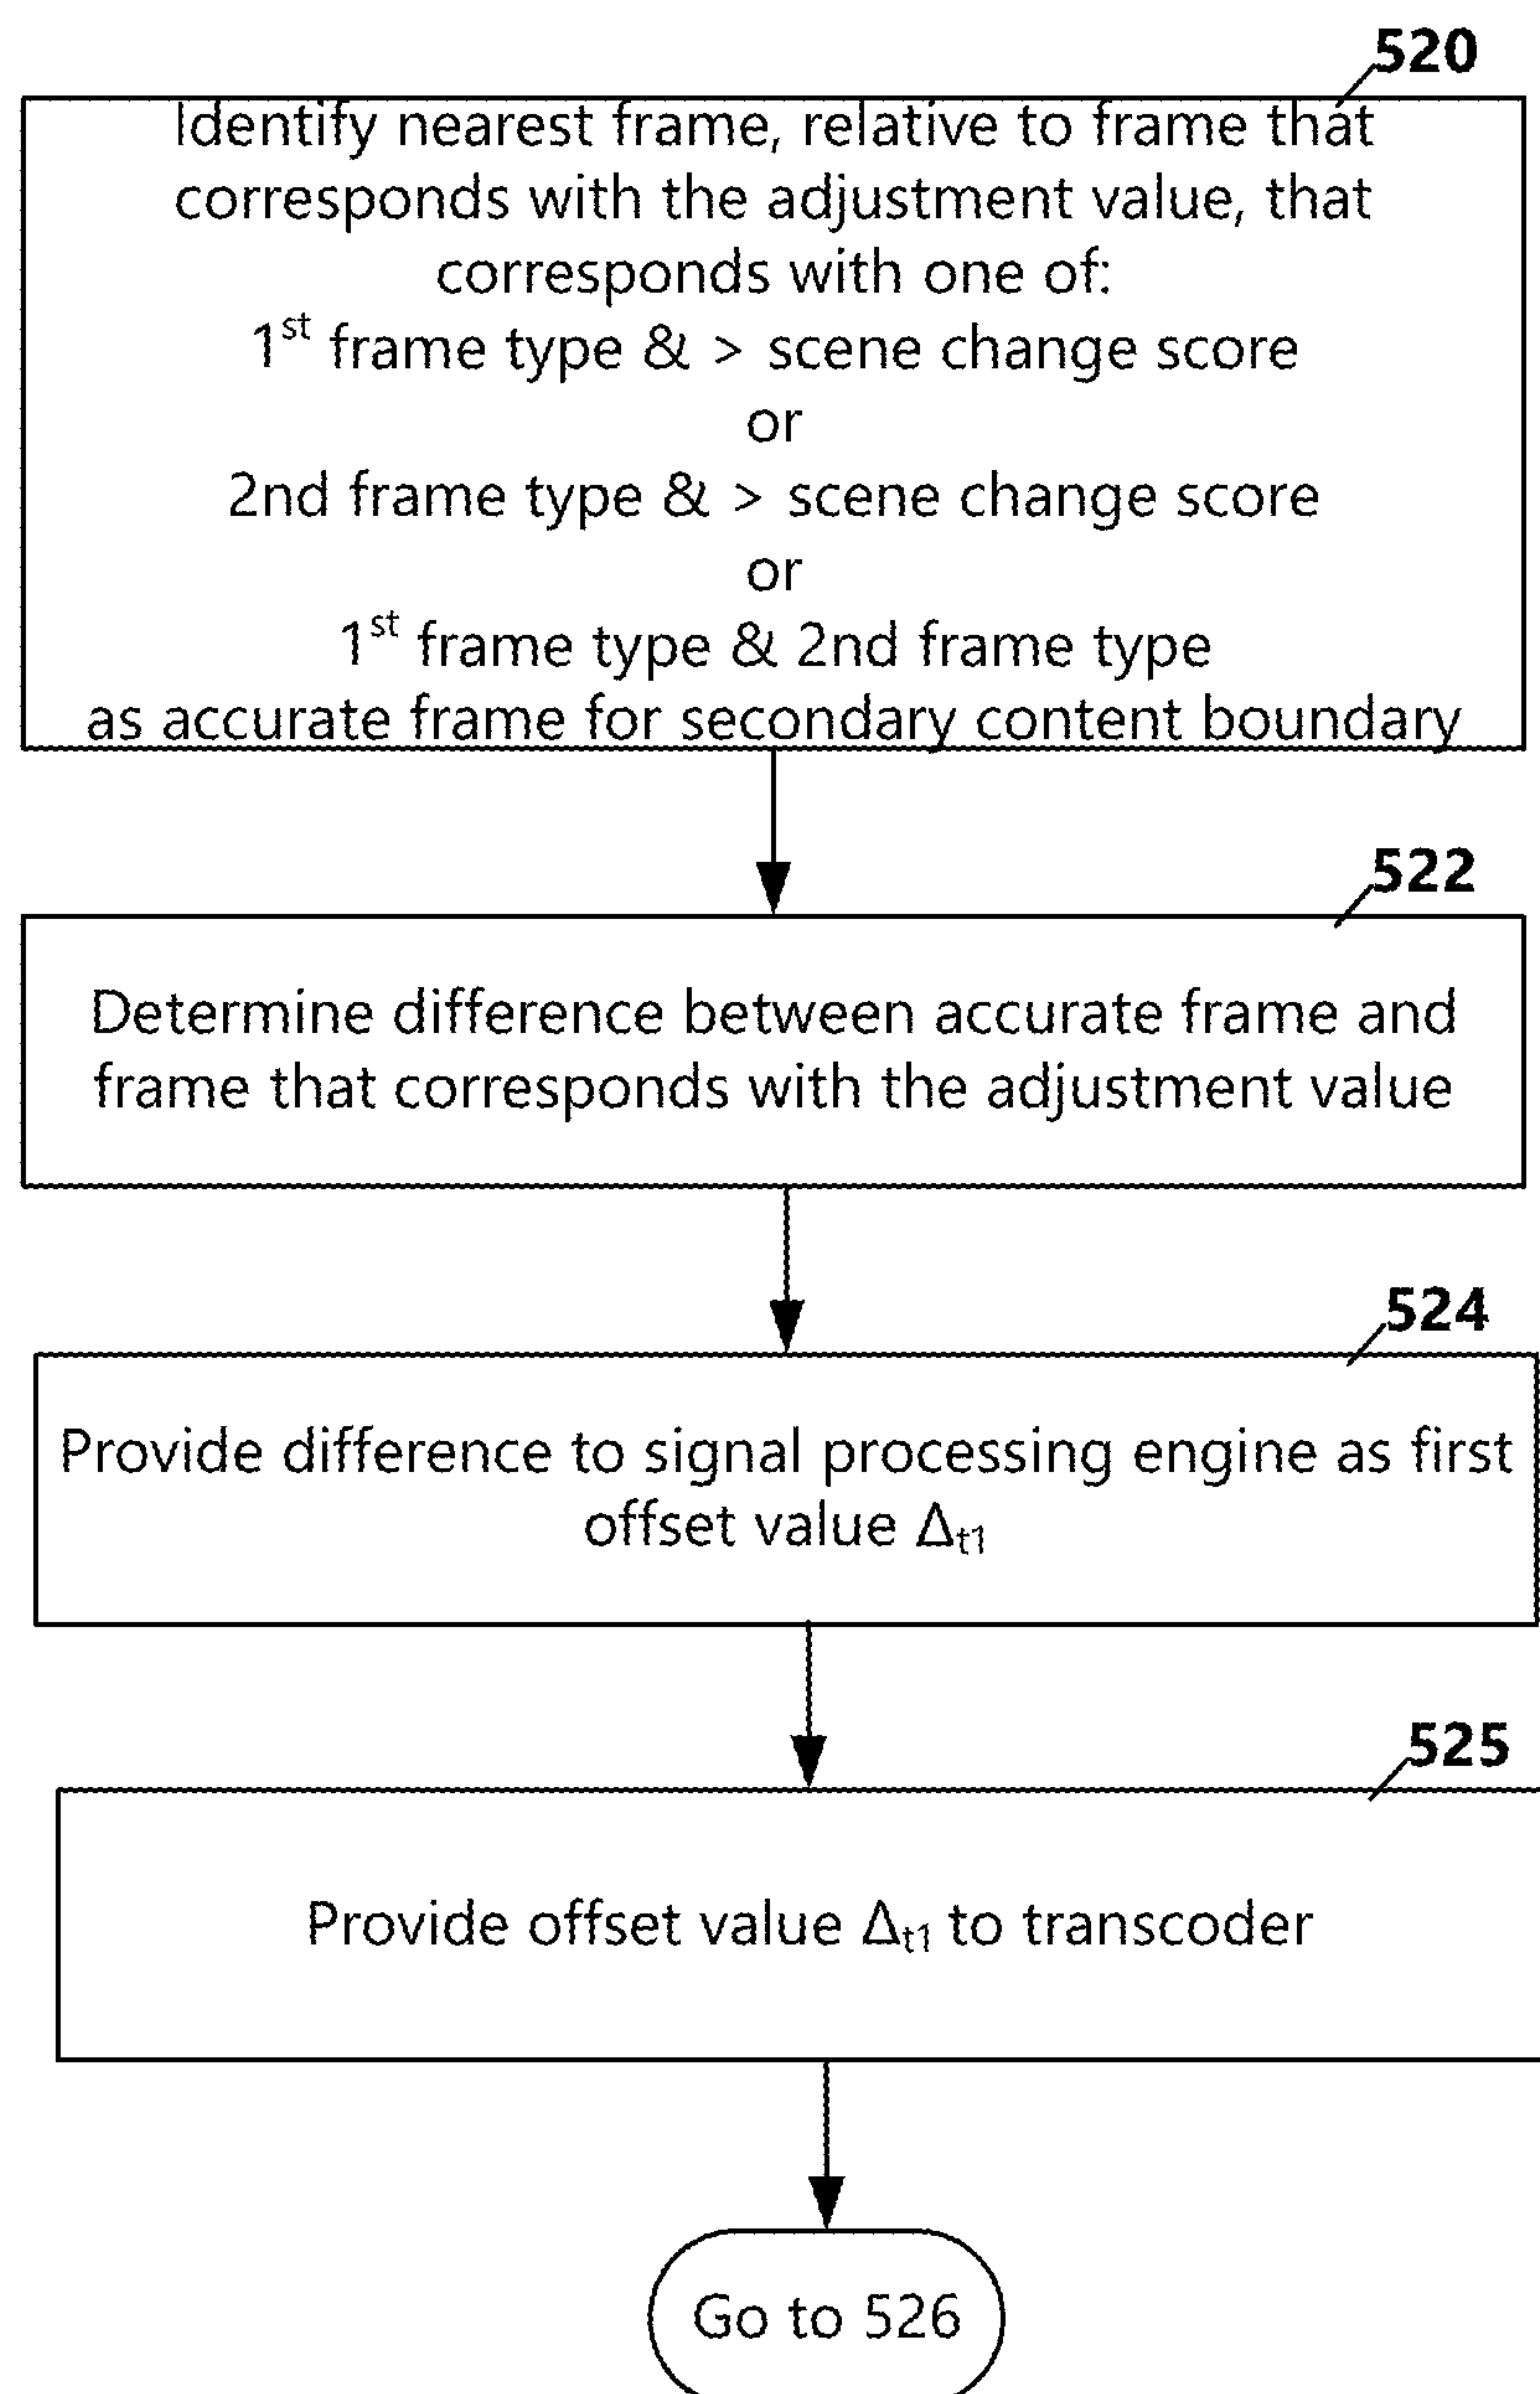 520
Identify nearest frame, relative to frame that
corresponds with the adjustment value, that
corresponds with one of:
1st frame type & > scene change score
or
2nd frame type & > scene change score
or
1st frame type & 2nd frame type
as accurate frame for secondary content boundary
522
Determine difference between accurate frame and
frame that corresponds with the adjustment value
524
Provide difference to signal processing engine as first
offset value Δt1
525
Provide offset value Δt1 to transcoder
Go to 526